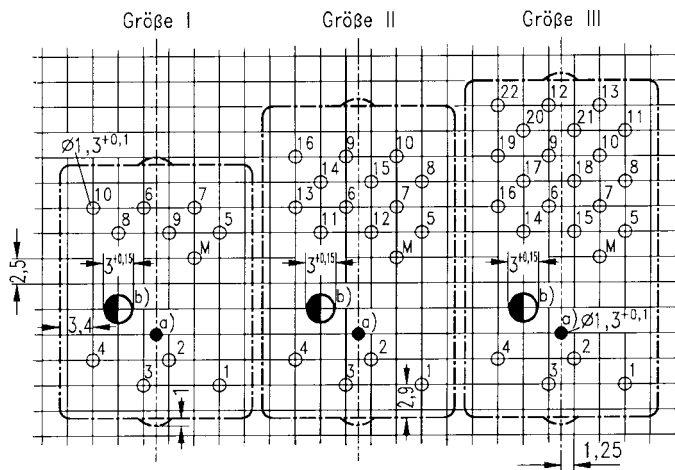 Größe I Größe II Größe III
22 12 13
20 21 11
16 9 10 19 9 10
Ø1,3+0,1 14 15 8 17 18 8
10 6 7 13 6 7 16 6 7
8 9 5 11 12 5 14 15 5
M M M
2,5 3+0,15 3+0,15 3+0,15
b) b) b)
3,4 a) a) a) Ø1,3+0,1
4 2 4 2 4 2
3 1 3 1 3 1
1 2,9
1,25